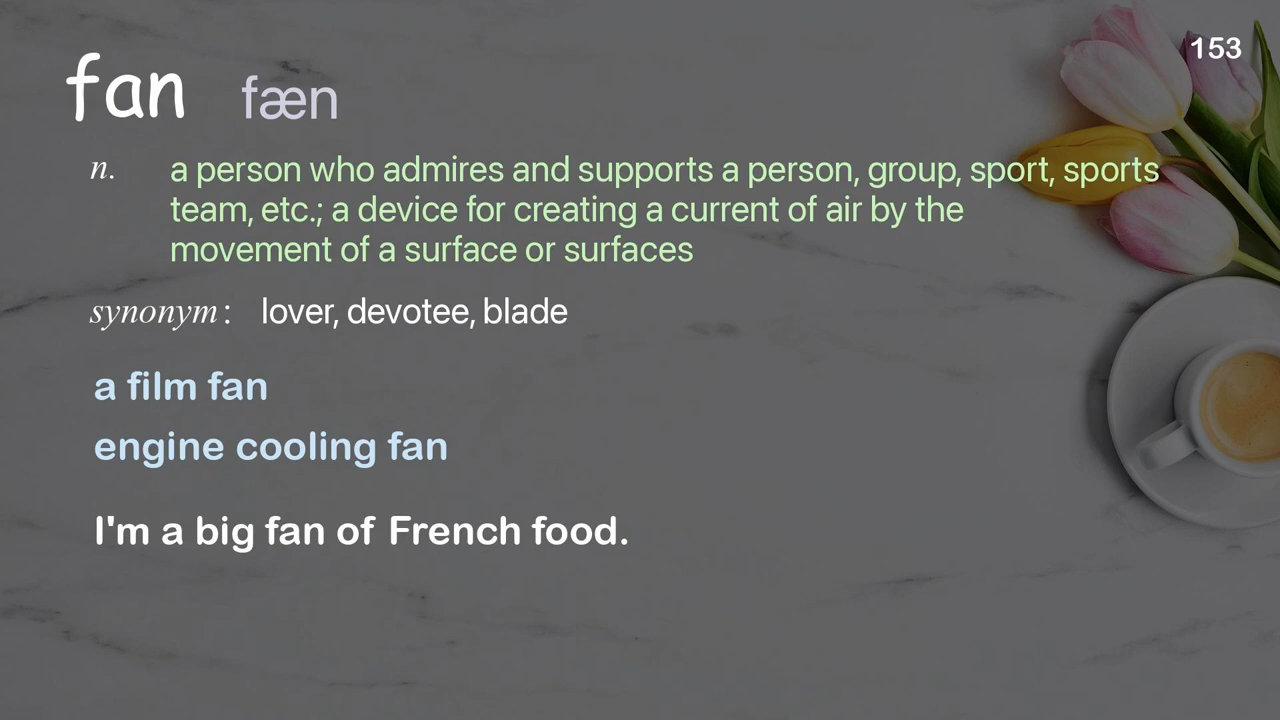 153
fan fæn
n. a person who admires and supports a person, group, sport, sports
team, etc.; a device for creating a current of air by the
movement of a surface or surfaces
synonym: lover, devotee, blade
a film fan
engine cooling fan
I'm a big fan of French food.